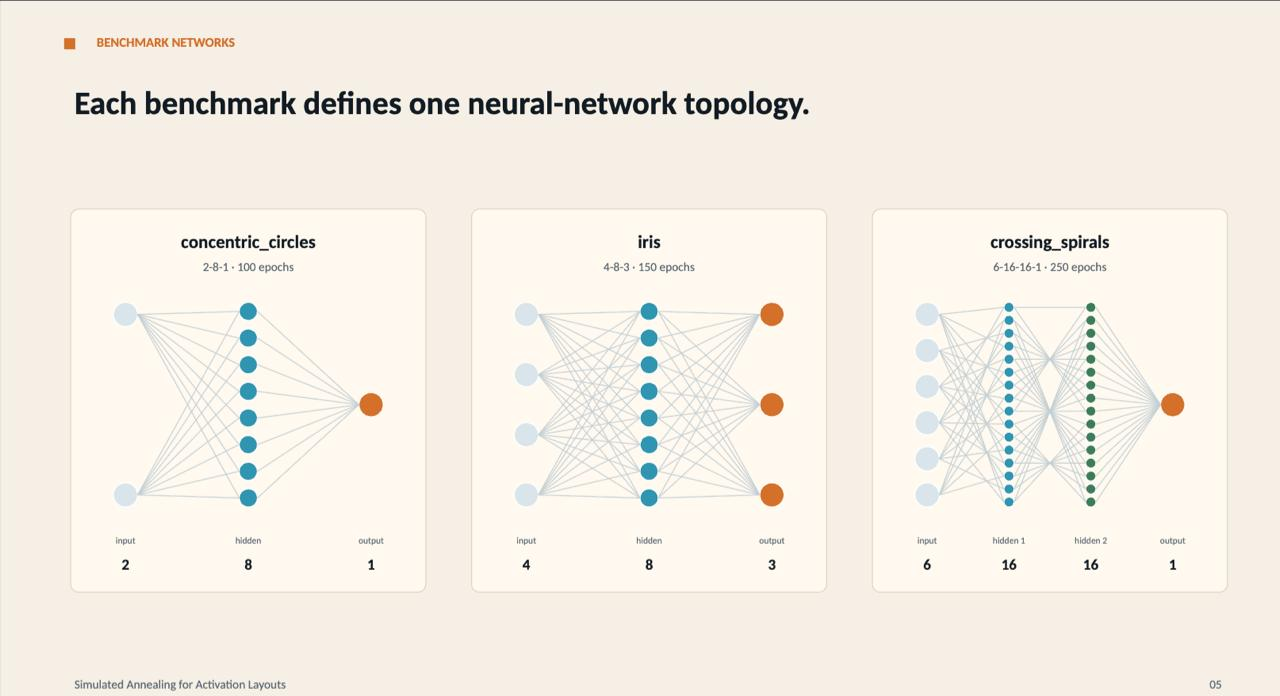 BENCHMARK NETWORKS
Each benchmark defines one neural-network topology.
concentric_circles
2-8-1 · 100 epochs
input hidden output
2 8 1
iris
4-8-3 · 150 epochs
input hidden output
4 8 3
crossing_spirals
6-16-16-1 · 250 epochs
input hidden 1 hidden 2 output
6 16 16 1
Simulated Annealing for Activation Layouts
05